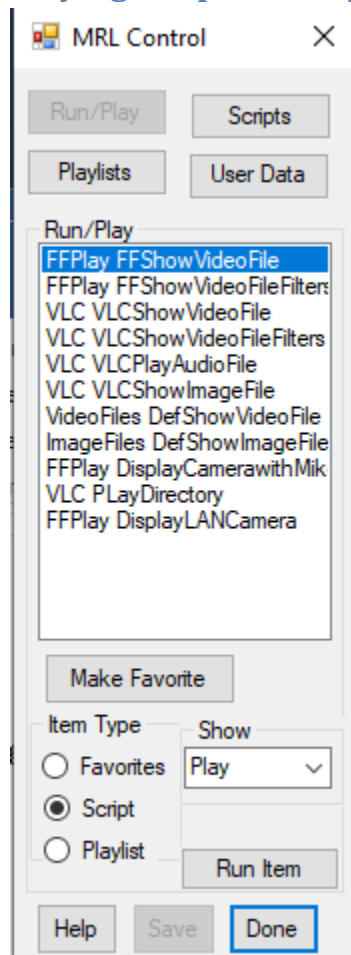 MRL Control
Run/Play Scripts
Playlists User Data
Run/Play
FFPlay FFShowVideoFile
FFPlay FFShowVideoFileFilters
VLC VLCShowVideoFile
VLC VLCShowVideoFileFilters
VLC VLCPlayAudioFile
VLC VLCShowImageFile
VideoFiles DefShowVideoFile
ImageFiles DefShowImageFile
FFPlay DisplayCamerawithMik
VLC PLayDirectory
FFPlay DisplayLANCamera
Make Favorite
Item Type Show
Favorites Play
Script
Playlist
Run Item
Help Save Done